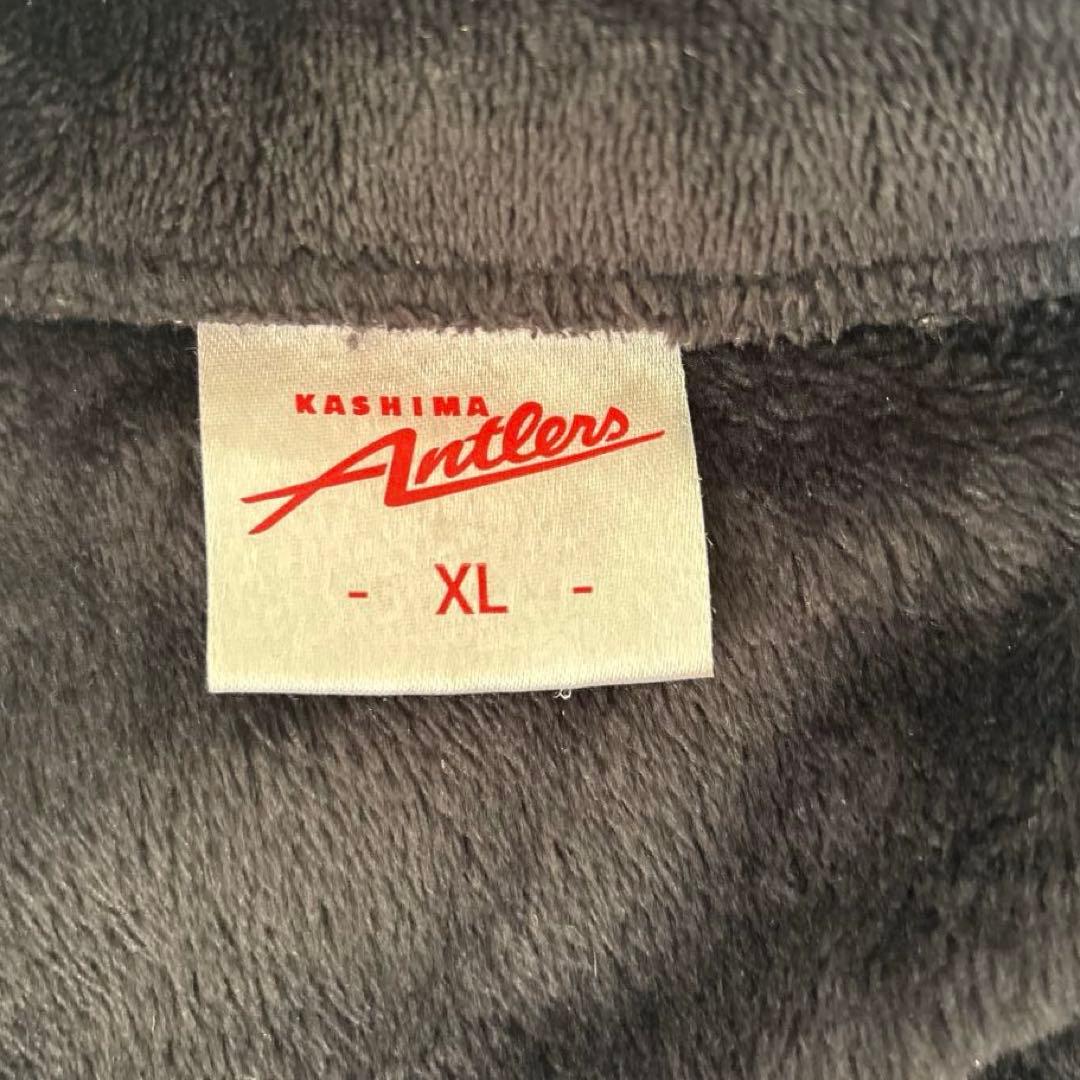 KASHIMA
Antlers
- XL -